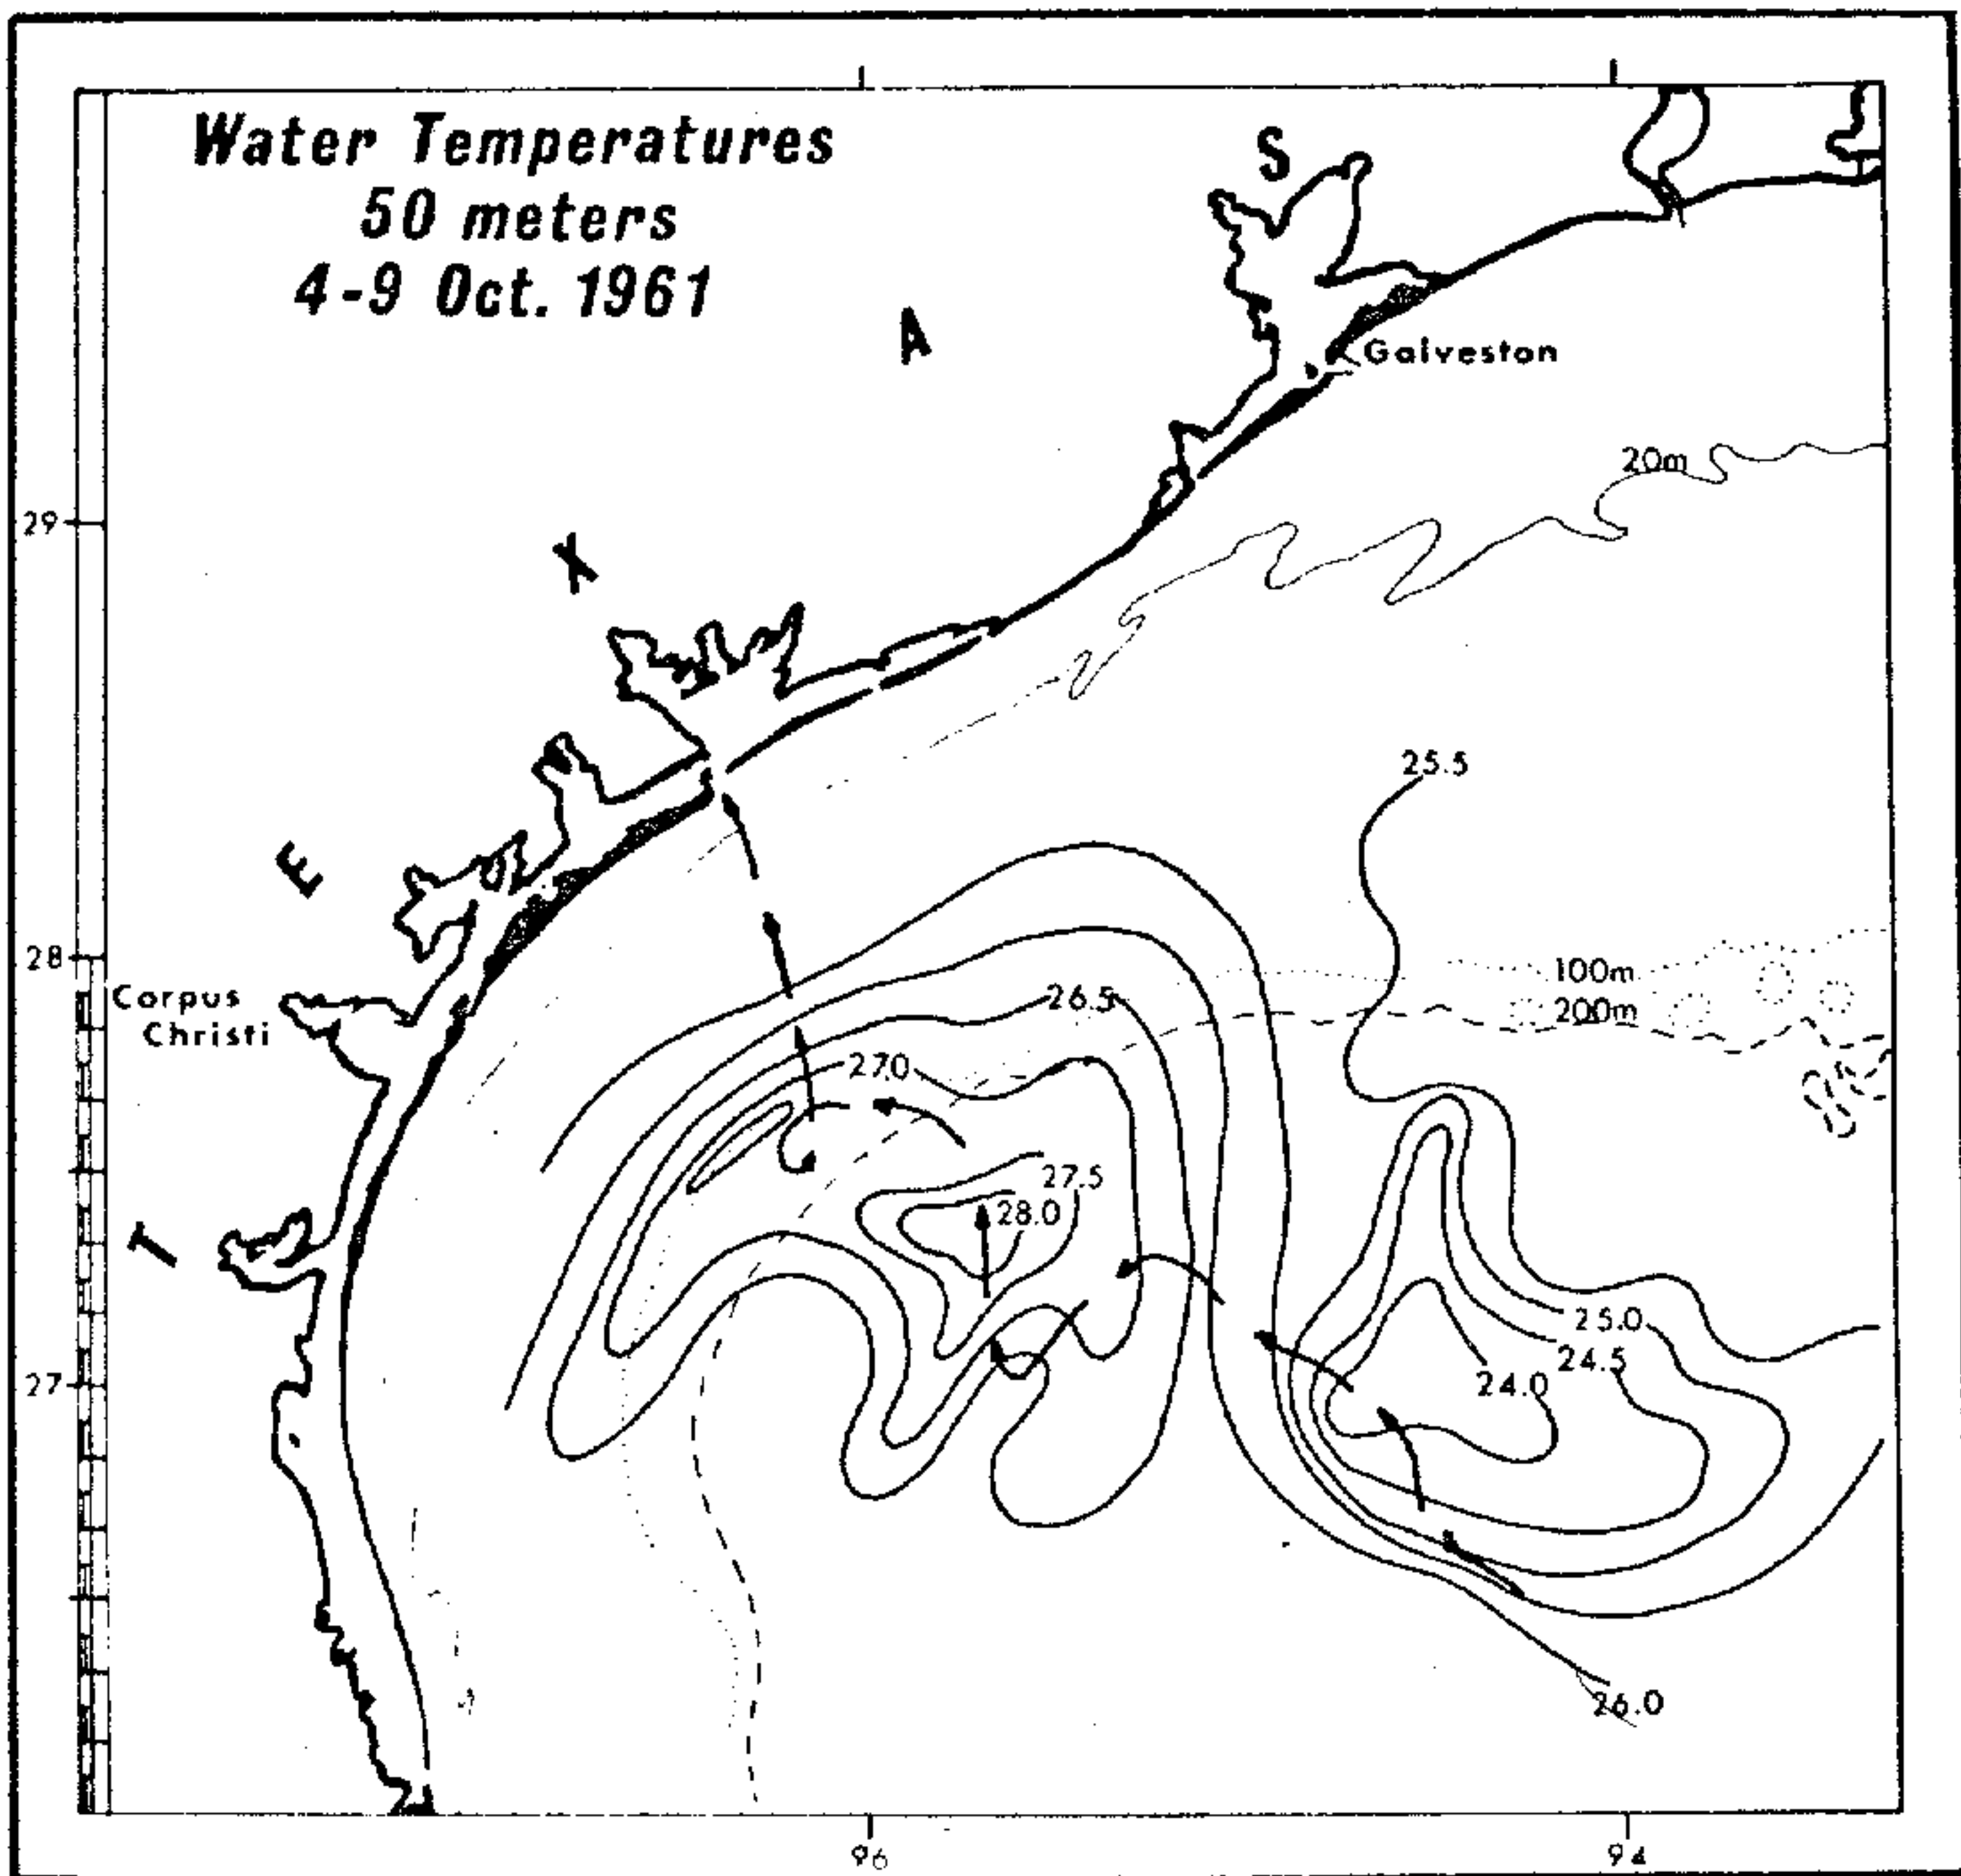 Water Temperatures
50 meters
4-9 Oct. 1961
S
A
Galveston
20m
29
X
25.5
E
28
100m
Corpus
Christi
26.5
200m
27.0
27.5
28.0
T
25.0
24.5
24.0
27
26.0
96
94